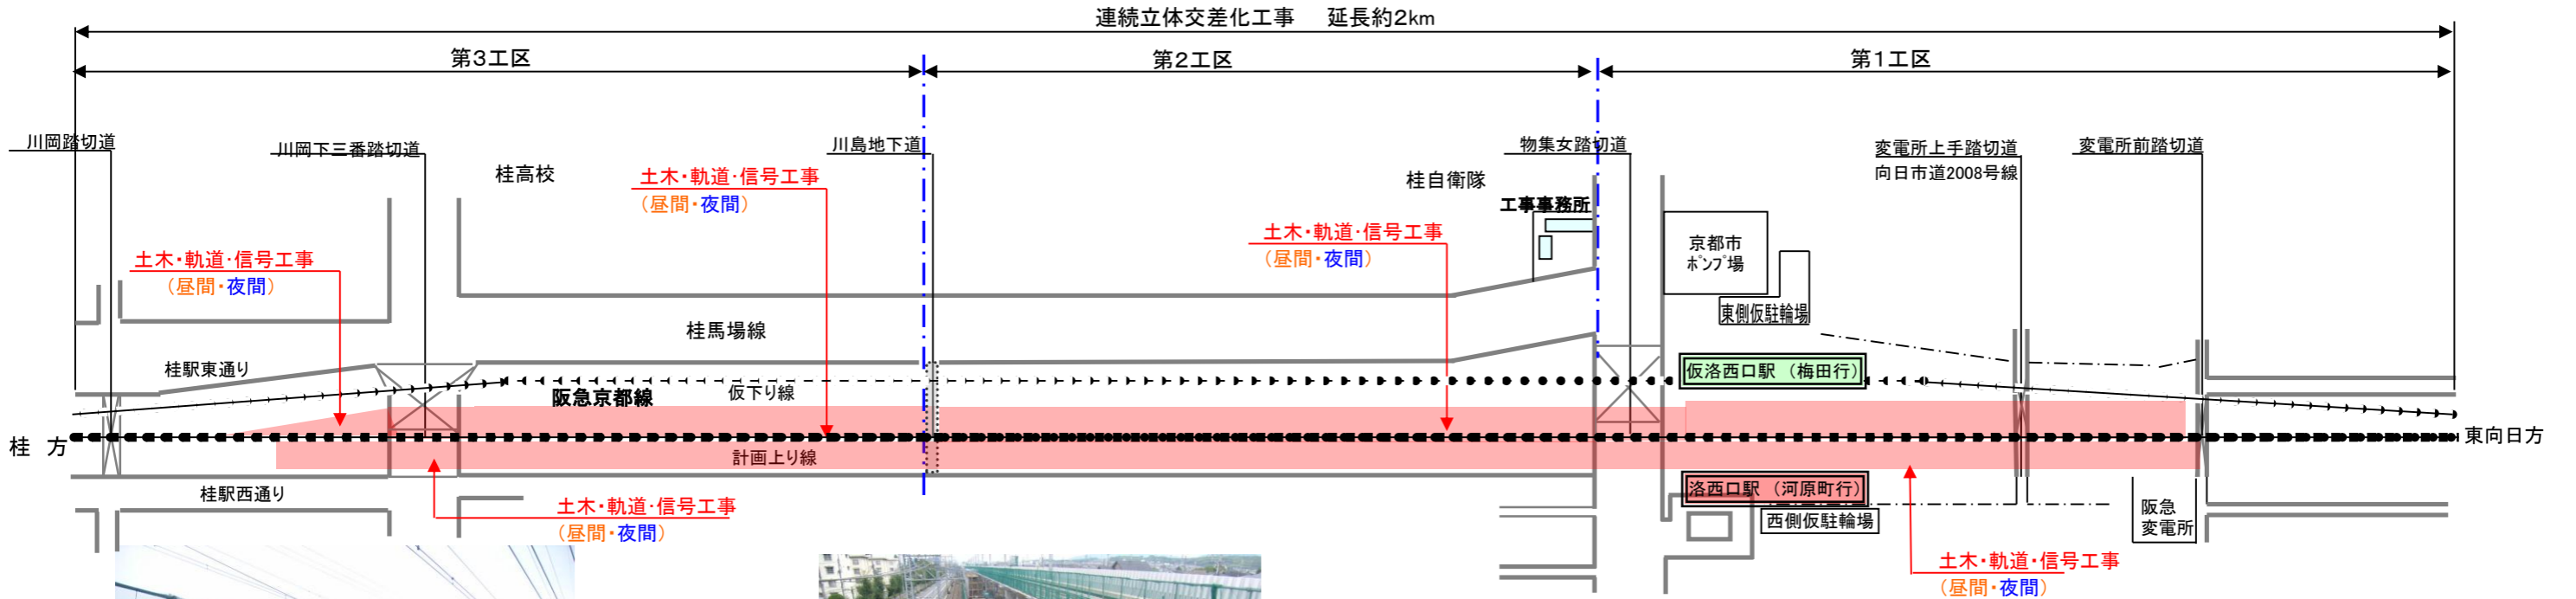 連続立体交差化工事 延長約2km
第3工区
第2工区
第1工区
川岡踏切道
川岡下三番踏切道
川島地下道
物集女踏切道
変電所上手踏切道
向日市道2008号線
変電所前踏切道
桂高校
土木・軌道・信号工事
（昼間・夜間）
桂自衛隊
工事事務所
土木・軌道・信号工事
（昼間・夜間）
土木・軌道・信号工事
（昼間・夜間）
京都市
ポンプ場
東側仮駐輪場
桂馬場線
桂駅東通り
仮洛西口駅（梅田行）
阪急京都線
仮下り線
桂 方
東向日方
計画上り線
桂駅西通り
洛西口駅（河原町行）
西側仮駐輪場
阪急
変電所
土木・軌道・信号工事
（昼間・夜間）
土木・軌道・信号工事
（昼間・夜間）